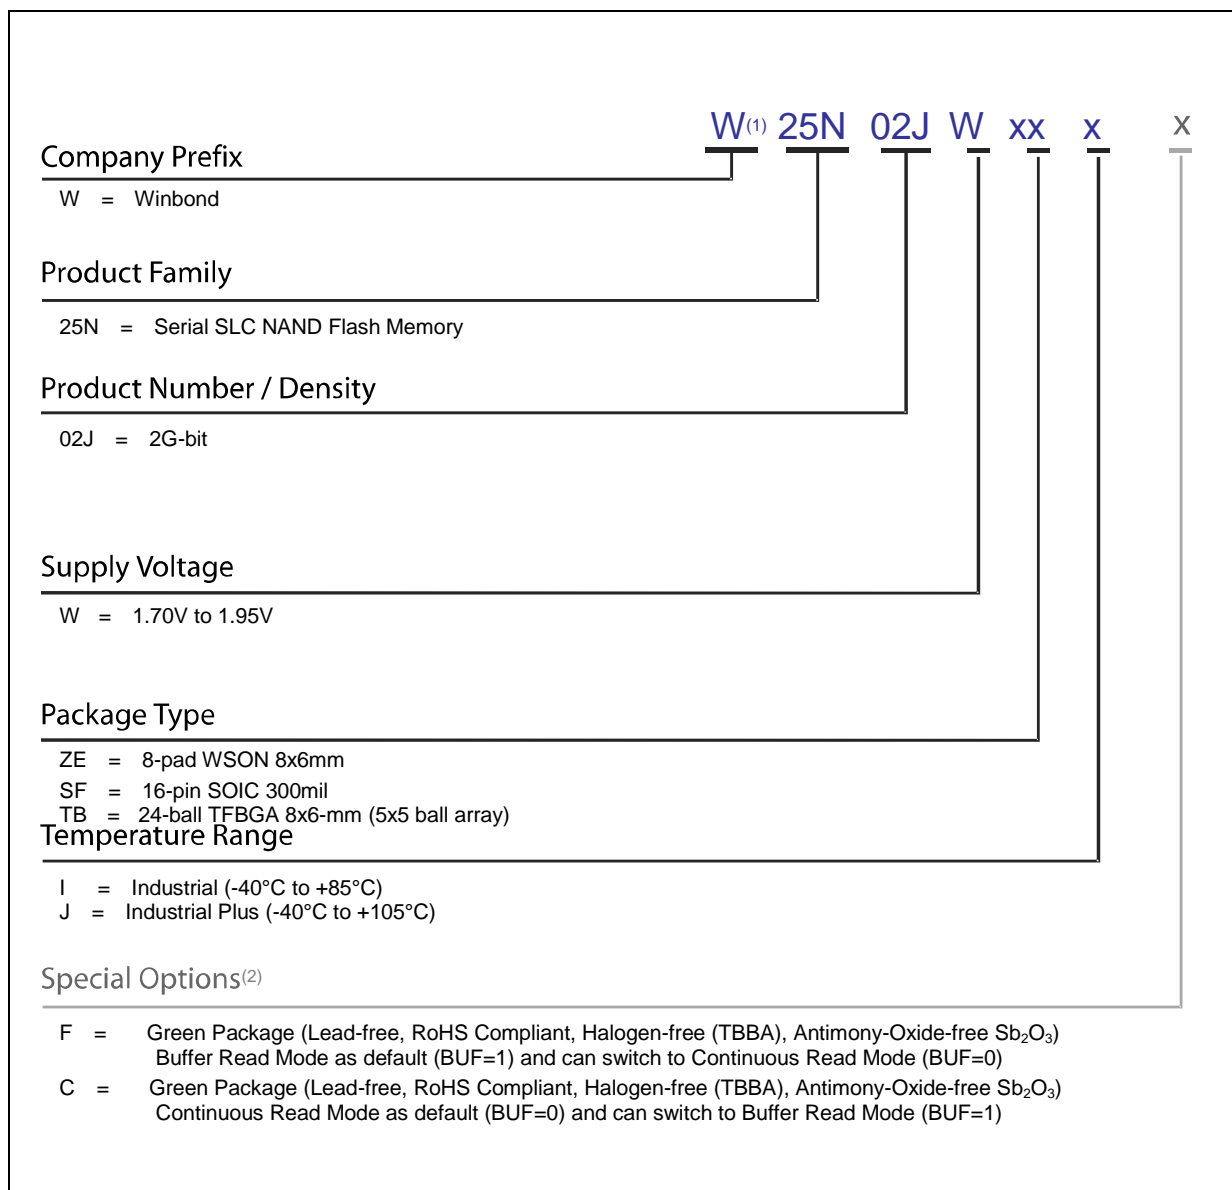 W(1) 25N 02J W xx x x
Company Prefix
W = Winbond
Product Family
25N = Serial SLC NAND Flash Memory
Product Number / Density
02J = 2G-bit
Supply Voltage
W = 1.70V to 1.95V
Package Type
ZE = 8-pad WSON 8x6mm
SF = 16-pin SOIC 300mil
TB = 24-ball TFBGA 8x6-mm (5x5 ball array)
Temperature Range
I = Industrial (-40°C to +85°C)
J = Industrial Plus (-40°C to +105°C)
Special Options(2)
F = Green Package (Lead-free, RoHS Compliant, Halogen-free (TBBA), Antimony-Oxide-free Sb₂O₃)
Buffer Read Mode as default (BUF=1) and can switch to Continuous Read Mode (BUF=0)
C = Green Package (Lead-free, RoHS Compliant, Halogen-free (TBBA), Antimony-Oxide-free Sb₂O₃)
Continuous Read Mode as default (BUF=0) and can switch to Buffer Read Mode (BUF=1)